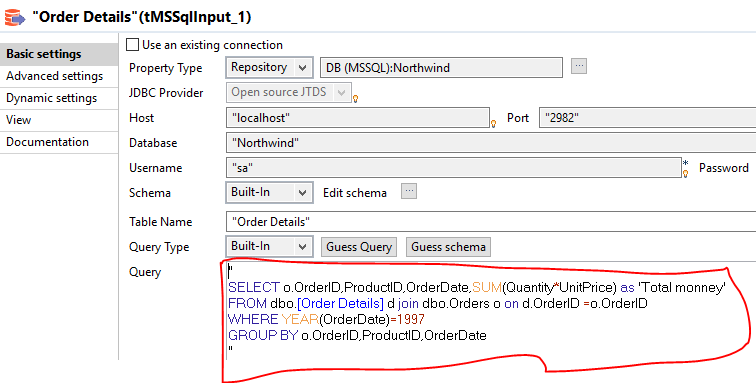 "Order Details"(tMSSqlInput_1)
Basic settings
Advanced settings
Dynamic settings
View
Documentation
Use an existing connection
Property Type Repository DB (MSSQL):Northwind ...
JDBC Provider Open source JTDS
Host "localhost" Port "2982"
Database "Northwind"
Username "sa" * Password
Schema Built-In Edit schema ...
Table Name "Order Details"
Query Type Built-In Guess Query Guess schema
Query "
SELECT o.OrderID,ProductID,OrderDate,SUM(Quantity*UnitPrice) as 'Total monney'
FROM dbo.[Order Details] d join dbo.Orders o on d.OrderID =o.OrderID
WHERE YEAR(OrderDate)=1997
GROUP BY o.OrderID,ProductID,OrderDate
"